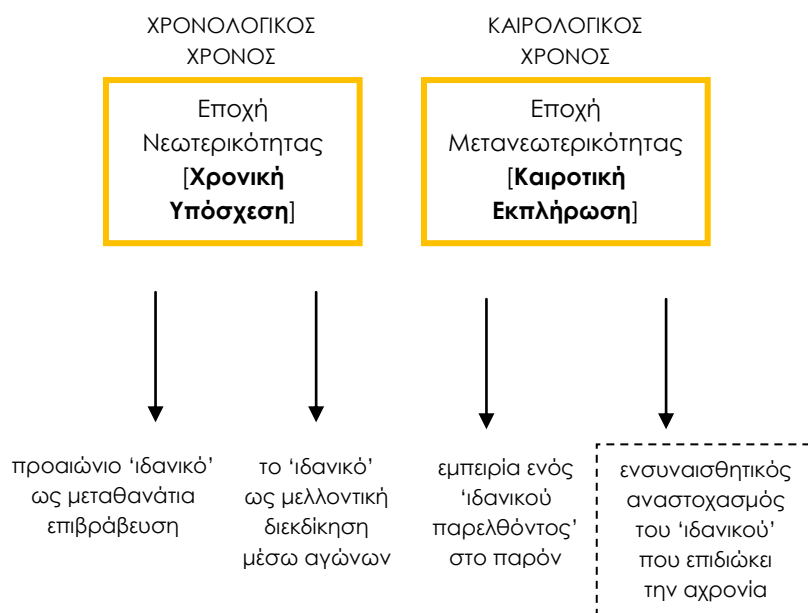 ΧΡΟΝΟΛΟΓΙΚΟΣ
ΧΡΟΝΟΣ
Εποχή
Νεωτερικότητας
[Χρονική
Υπόσχεση]
ΚΑΙΡΟΛΟΓΙΚΟΣ
ΧΡΟΝΟΣ
Εποχή
Μετανεωτερικότητας
[Καιροτική
Εκπλήρωση]
προαιώνιο ‘ιδανικό’
ως μεταθανάτια
επιβράβευση
το ‘ιδανικό’
ως μελλοντική
διεκδίκηση
μέσω αγώνων
εμπειρία ενός
‘ιδανικού
παρελθόντος’
στο παρόν
ενσυναισθητικός
αναστοχασμός
του ‘ιδανικού’
που επιδιώκει
την αχρονία